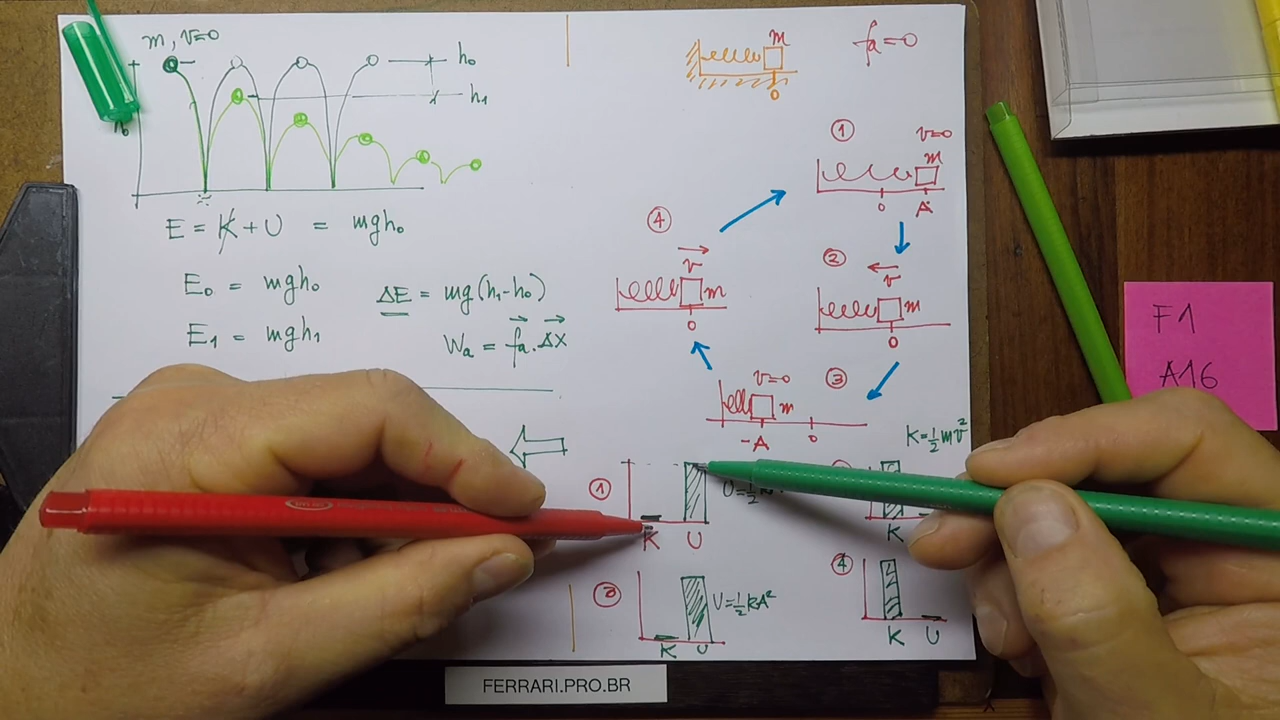 m, v=0
h₀
h₁
E = K + U = mgh₀
E₀ = mgh₀
ΔE = mg(h₁-h₀)
E₁ = mgh₁
Wₐ = fₐ . Δx
m
fₐ=0
0
①
v=0
m
0 A
②
v
m
0
③
v=0
m
-A 0
④
v
m
0
K=½mv²
①
K U
K
③
U=½kA²
K U
④
K U
F1
A16
FERRARI.PRO.BR